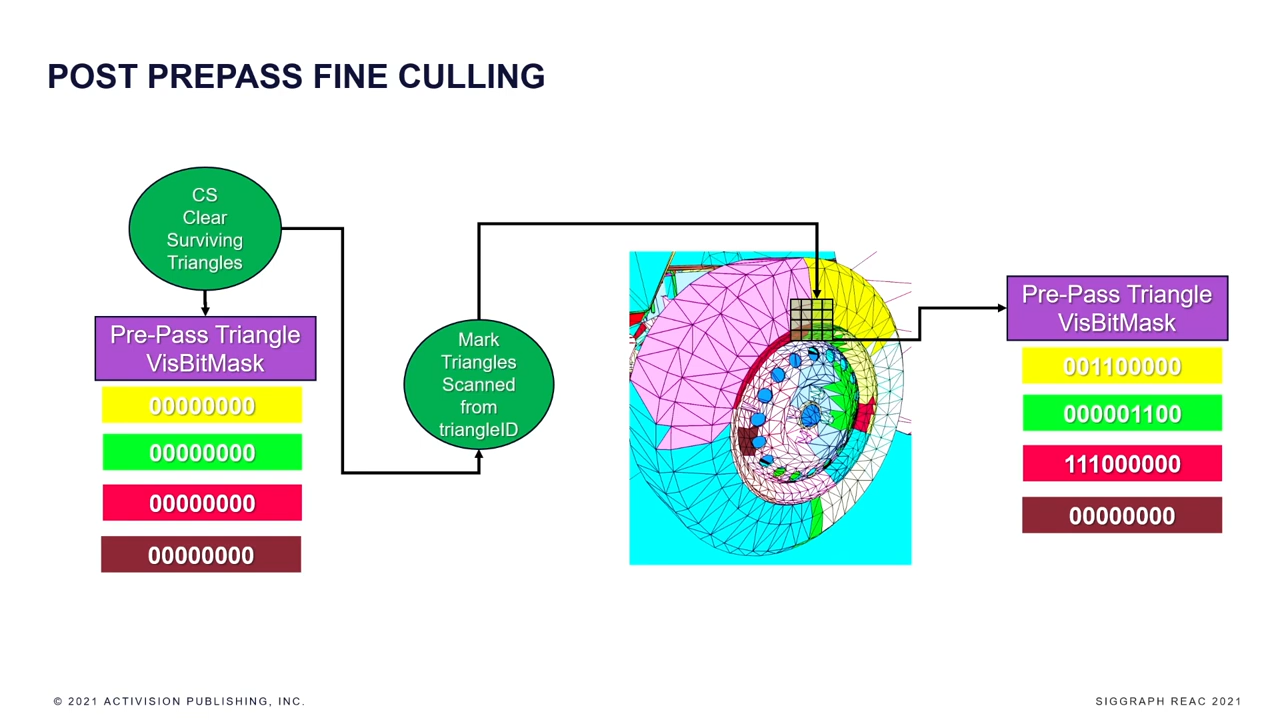 POST PREPASS FINE CULLING
CS
Clear
Surviving
Triangles
Pre-Pass Triangle
VisBitMask
00000000
00000000
00000000
00000000
Mark
Triangles
Scanned
from
triangleID
Pre-Pass Triangle
VisBitMask
001100000
000001100
111000000
00000000
© 2021 ACTIVISION PUBLISHING, INC.
SIGGRAPH REAC 2021